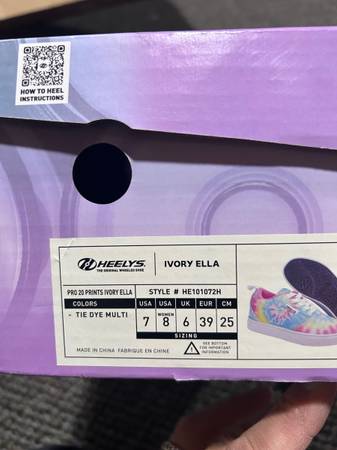 HOW TO HEEL
INSTRUCTIONS
HEELYS
THE ORIGINAL WHEELED SHOE
IVORY ELLA
PRO 20 PRINTS IVORY ELLA
STYLE # HE101072H
COLORS
USA
USA
UK
EUR
CM
- TIE DYE MULTI
7
WOMEN
8
6
39
25
SIZING
MADE IN CHINA FABRIQUE EN CHINE
SEE BOTTOM
FOR IMPORTANT
INFORMATION